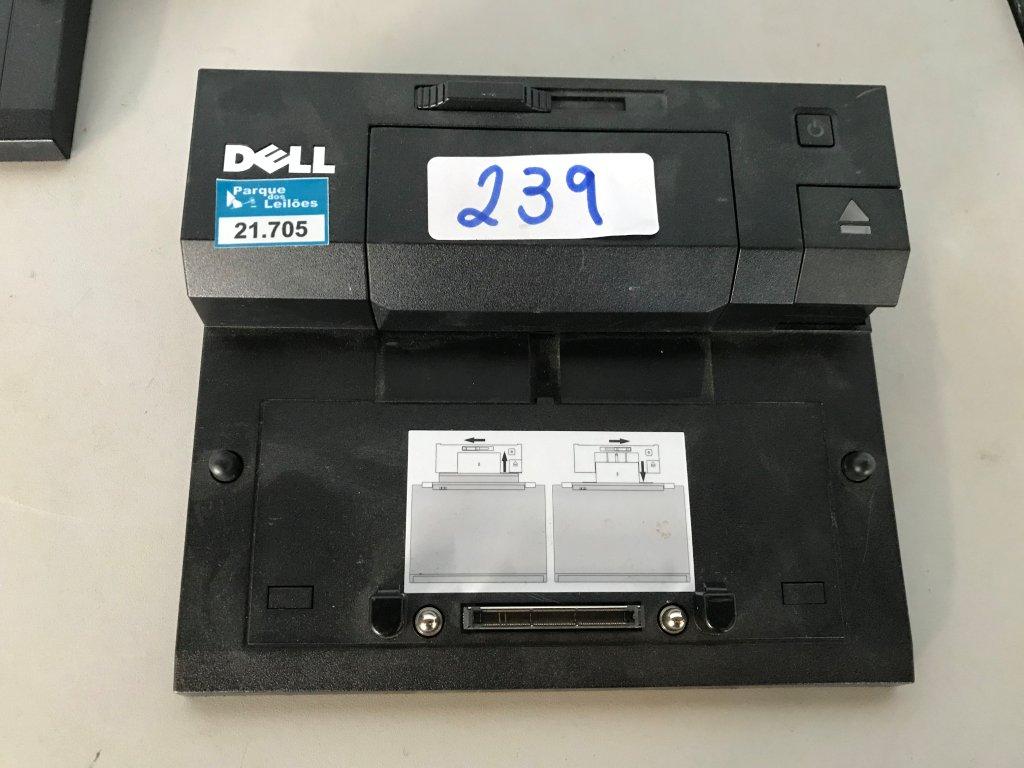 DELL
Parque
dos
Leilões
21.705
239